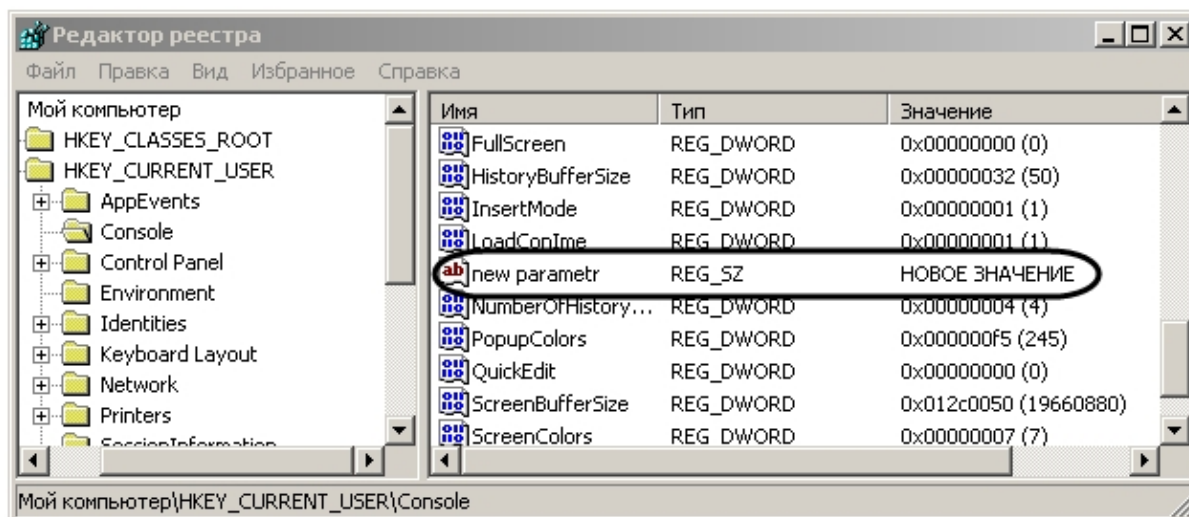 Редактор реестра
Файл Правка Вид Избранное Справка
Мой компьютер
HKEY_CLASSES_ROOT
HKEY_CURRENT_USER
AppEvents
Console
Control Panel
Environment
Identities
Keyboard Layout
Network
Printers
SessionInformation
Имя Тип Значение
FullScreen REG_DWORD 0x00000000 (0)
HistoryBufferSize REG_DWORD 0x00000032 (50)
InsertMode REG_DWORD 0x00000001 (1)
LoadConIme REG_DWORD 0x00000001 (1)
new parametr REG_SZ НОВОЕ ЗНАЧЕНИЕ
NumberOfHistory... REG_DWORD 0x00000004 (4)
PopupColors REG_DWORD 0x000000f5 (245)
QuickEdit REG_DWORD 0x00000000 (0)
ScreenBufferSize REG_DWORD 0x012c0050 (19660880)
ScreenColors REG_DWORD 0x00000007 (7)
Мой компьютер\HKEY_CURRENT_USER\Console